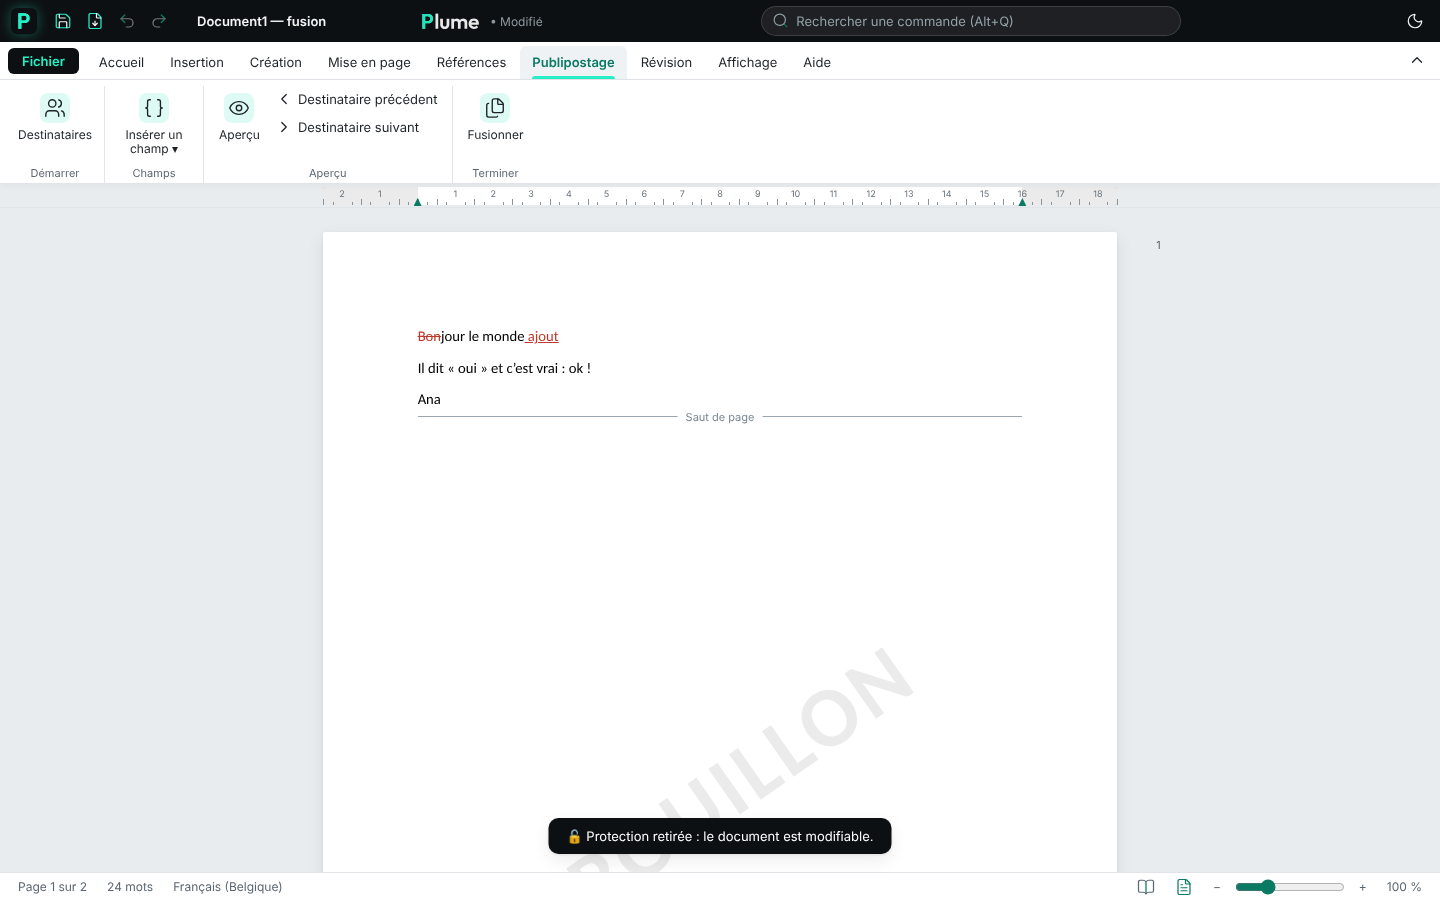 P Document1 — fusion Plume • Modifié Rechercher une commande (Alt+Q)
Fichier Accueil Insertion Création Mise en page Références Publipostage Révision Affichage Aide
Destinataires
Insérer un
champ ▾
Aperçu
Destinataire précédent
Destinataire suivant
Fusionner
Démarrer Champs Aperçu Terminer
2 1 1 2 3 4 5 6 7 8 9 10 11 12 13 14 15 16 17 18
1
Bonjour le monde ajout
Il dit « oui » et c’est vrai : ok !
Ana
Saut de page
BROUILLON
🔓 Protection retirée : le document est modifiable.
Page 1 sur 2 24 mots Français (Belgique) − + 100 %